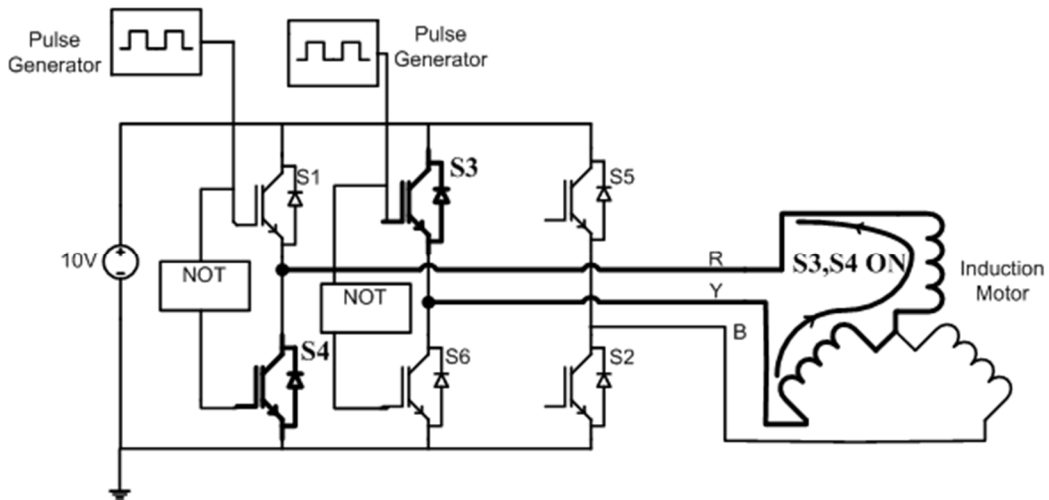 Pulse
Generator
Pulse
Generator
S1
S3
S5
10V
NOT
NOT
R
Y
B
S3,S4 ON
Induction
Motor
S4
S6
S2